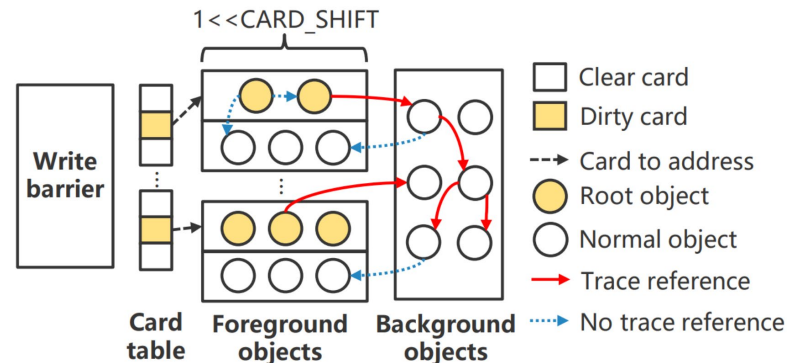 1<<CARD_SHIFT
Write
barrier
Card
table
Foreground
objects
Background
objects
Clear card
Dirty card
Card to address
Root object
Normal object
Trace reference
No trace reference